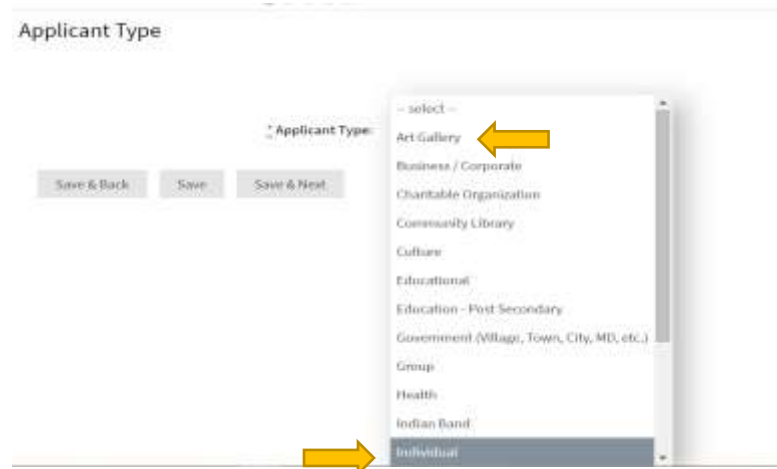 Applicant Type
* Applicant Type:
-- select --
Art Gallery
Business / Corporate
Save & Back Save Save & Next
Charitable Organization
Community Library
Culture
Educational
Education - Post Secondary
Government (Village, Town, City, MD, etc.)
Group
Health
Indian Band
Individual